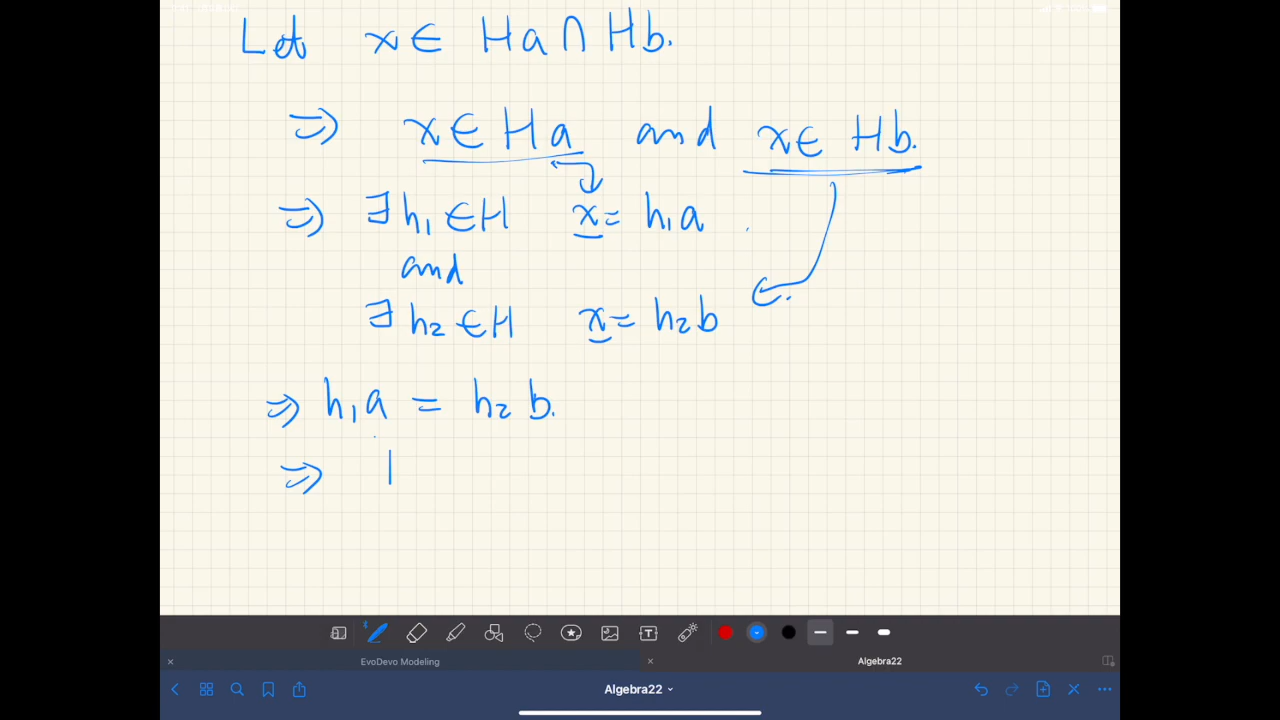 Let x ∈ Ha ∩ Hb.
⇒ x ∈ Ha and x ∈ Hb.
⇒ ∃ h₁ ∈ H x = h₁a
and
∃ h₂ ∈ H x = h₂b
⇒ h₁a = h₂b.
⇒
EvoDevo Modeling
Algebra22
Algebra22